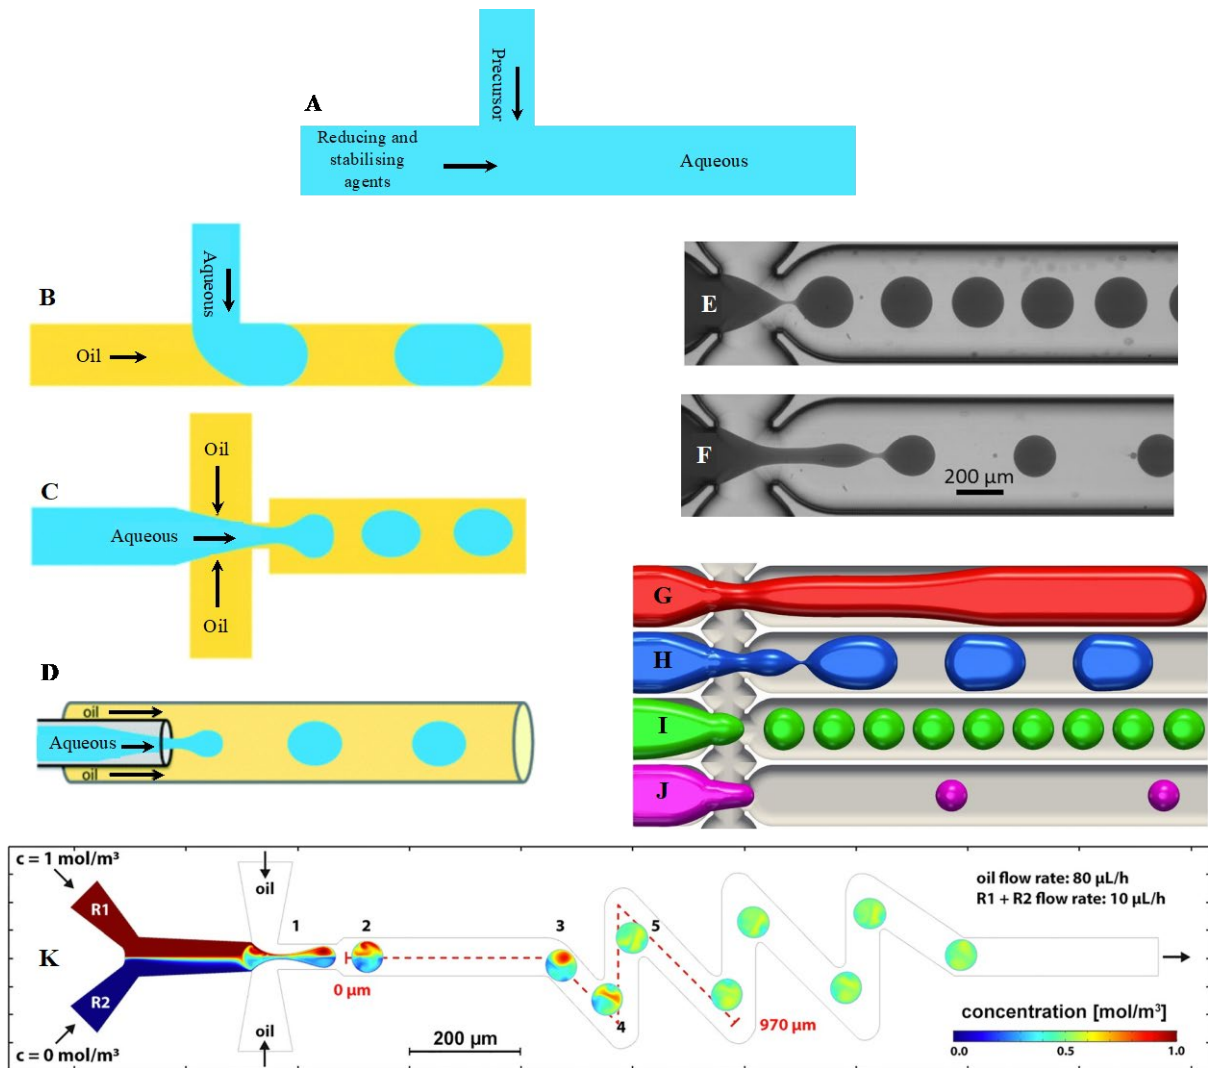 A
Precursor
Reducing and
stabilising
agents
Aqueous
B
Aqueous
Oil
C
Oil
Aqueous
Oil
D
oil
Aqueous
oil
E
F
200 µm
G
H
I
J
K
c = 1 mol/m³
R1
R2
c = 0 mol/m³
oil
oil
1
2
3
4
5
0 µm
970 µm
200 µm
oil flow rate: 80 µL/h
R1 + R2 flow rate: 10 µL/h
concentration [mol/m³]
0.0
0.5
1.0